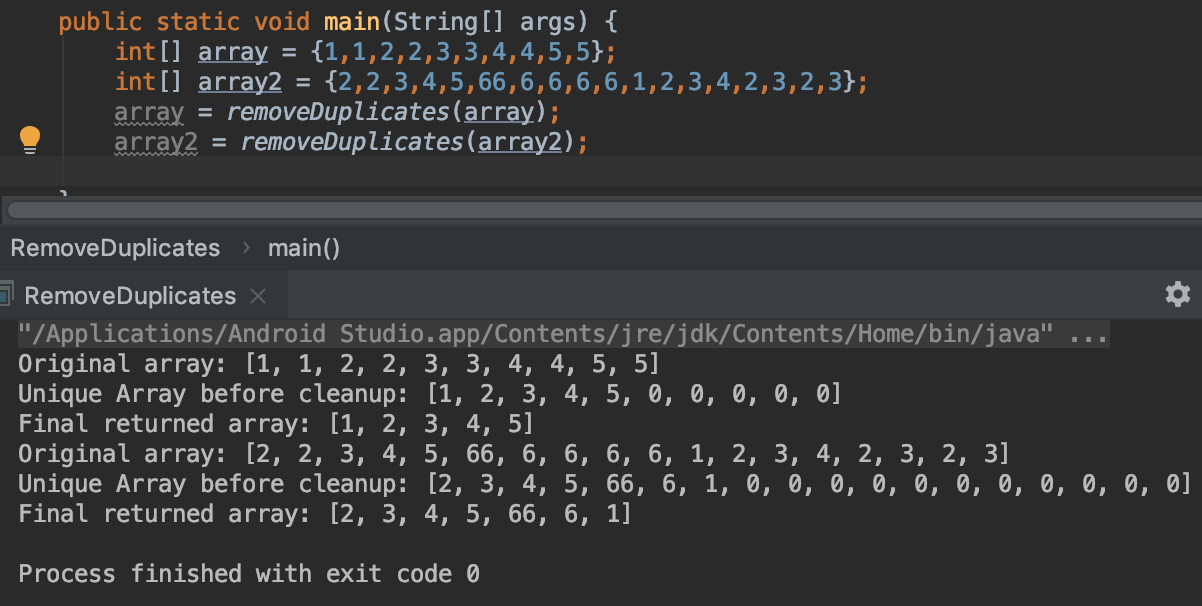 public static void main(String[] args) {
int[] array = {1,1,2,2,3,3,4,4,5,5};
int[] array2 = {2,2,3,4,5,66,6,6,6,6,1,2,3,4,2,3,2,3};
array = removeDuplicates(array);
array2 = removeDuplicates(array2);
}
RemoveDuplicates › main()
RemoveDuplicates ×
"/Applications/Android Studio.app/Contents/jre/jdk/Contents/Home/bin/java" ...
Original array: [1, 1, 2, 2, 3, 3, 4, 4, 5, 5]
Unique Array before cleanup: [1, 2, 3, 4, 5, 0, 0, 0, 0, 0]
Final returned array: [1, 2, 3, 4, 5]
Original array: [2, 2, 3, 4, 5, 66, 6, 6, 6, 6, 1, 2, 3, 4, 2, 3, 2, 3]
Unique Array before cleanup: [2, 3, 4, 5, 66, 6, 1, 0, 0, 0, 0, 0, 0, 0, 0, 0, 0, 0]
Final returned array: [2, 3, 4, 5, 66, 6, 1]
Process finished with exit code 0